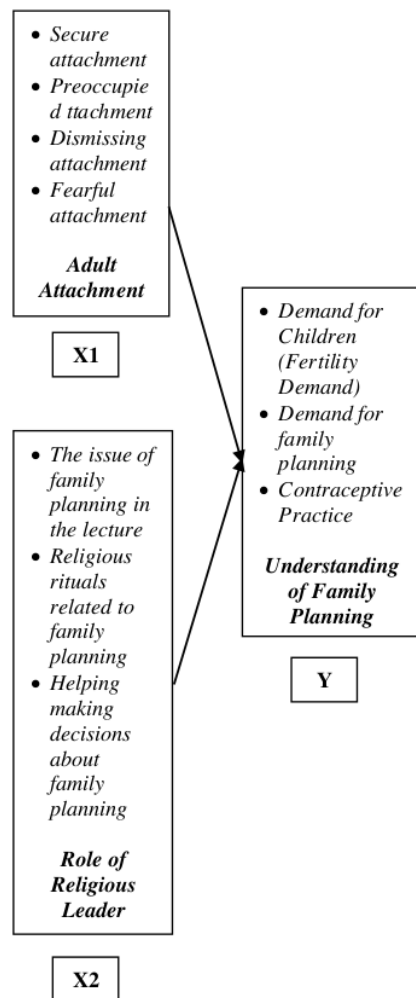 • Secure
attachment
• Preoccupie
d ttachment
• Dismissing
attachment
• Fearful
attachment
Adult
Attachment
X1
• The issue of
family
planning in
the lecture
• Religious
rituals
related to
family
planning
• Helping
making
decisions
about
family
planning
Role of
Religious
Leader
X2
• Demand for
Children
(Fertility
Demand)
• Demand for
family
planning
• Contraceptive
Practice
Understanding
of Family
Planning
Y